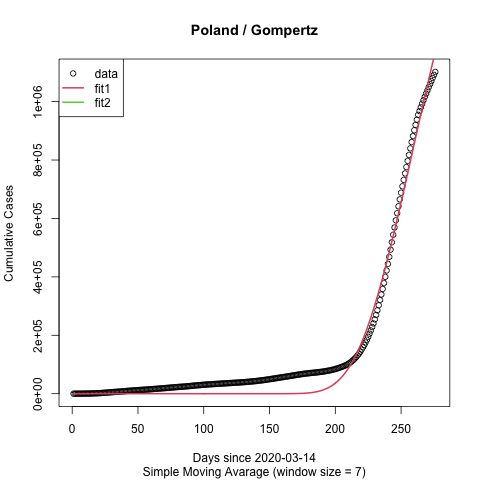 Poland / Gompertz
data
fit1
fit2
Cumulative Cases
0e+00
2e+05
4e+05
6e+05
8e+05
1e+06
0
50
100
150
200
250
Days since 2020-03-14
Simple Moving Avarage (window size = 7)